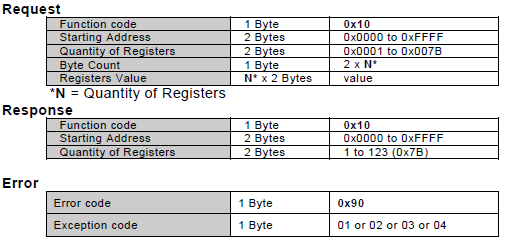 Request
Function code 1 Byte 0x10
Starting Address 2 Bytes 0x0000 to 0xFFFF
Quantity of Registers 2 Bytes 0x0001 to 0x007B
Byte Count 1 Byte 2 x N*
Registers Value N* x 2 Bytes value
*N = Quantity of Registers
Response
Function code 1 Byte 0x10
Starting Address 2 Bytes 0x0000 to 0xFFFF
Quantity of Registers 2 Bytes 1 to 123 (0x7B)
Error
Error code 1 Byte 0x90
Exception code 1 Byte 01 or 02 or 03 or 04